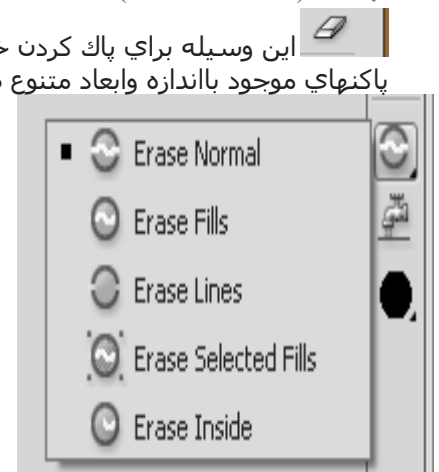 اين وسيله براي پاك كردن
پاكنهاي موجود بااندازه وابعاد متنوع
Erase Normal
Erase Fills
Erase Lines
Erase Selected Fills
Erase Inside